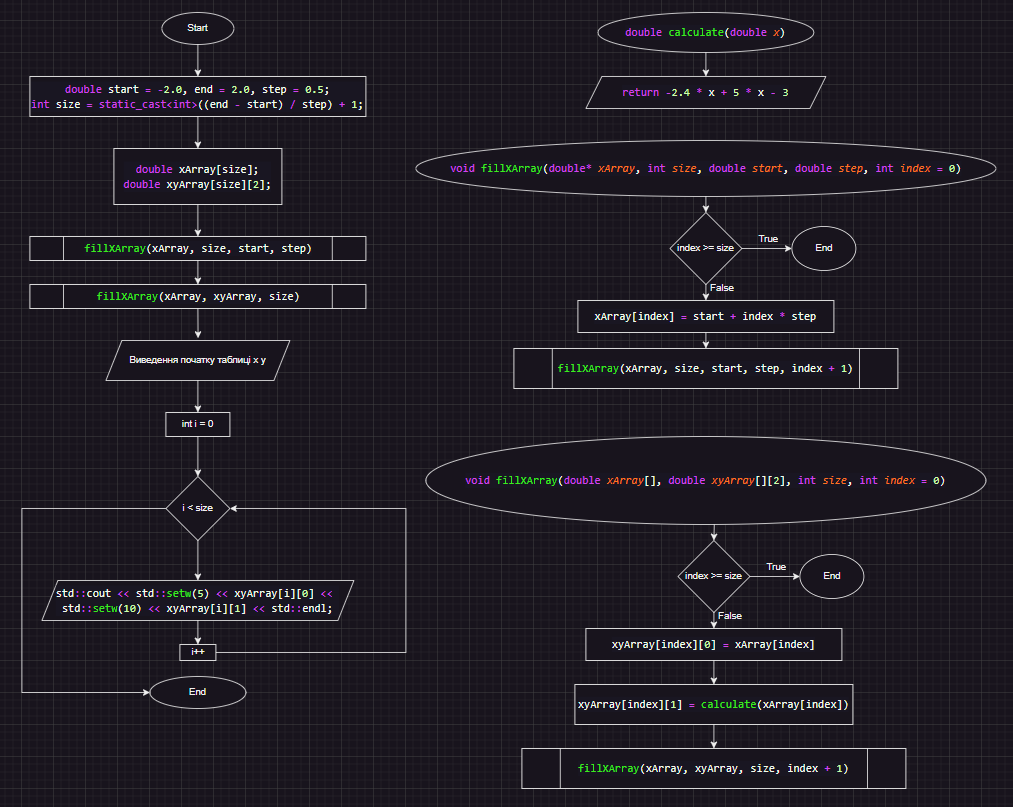 Start
double start = -2.0, end = 2.0, step = 0.5;
int size = static_cast<int>((end - start) / step) + 1;
double xArray[size];
double xyArray[size][2];
fillXArray(xArray, size, start, step)
fillXArray(xArray, xyArray, size)
Виведення початку таблиці x y
int i = 0
i < size
std::cout << std::setw(5) << xyArray[i][0] <<
std::setw(10) << xyArray[i][1] << std::endl;
i++
End
double calculate(double x)
return -2.4 * x + 5 * x - 3
void fillXArray(double* xArray, int size, double start, double step, int index = 0)
index >= size
True
End
False
xArray[index] = start + index * step
fillXArray(xArray, size, start, step, index + 1)
void fillXArray(double xArray[], double xyArray[][2], int size, int index = 0)
index >= size
True
End
False
xyArray[index][0] = xArray[index]
xyArray[index][1] = calculate(xArray[index])
fillXArray(xArray, xyArray, size, index + 1)